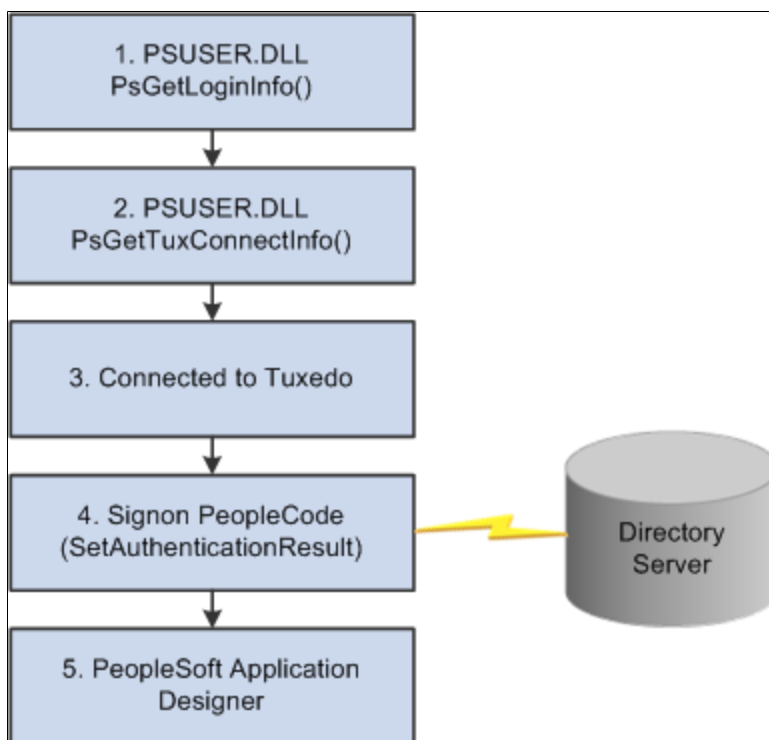 1. PSUSER.DLL
PsGetLoginInfo()
2. PSUSER.DLL
PsGetTuxConnectInfo()
3. Connected to Tuxedo
4. Signon PeopleCode
(SetAuthenticationResult)
Directory
Server
5. PeopleSoft Application
Designer